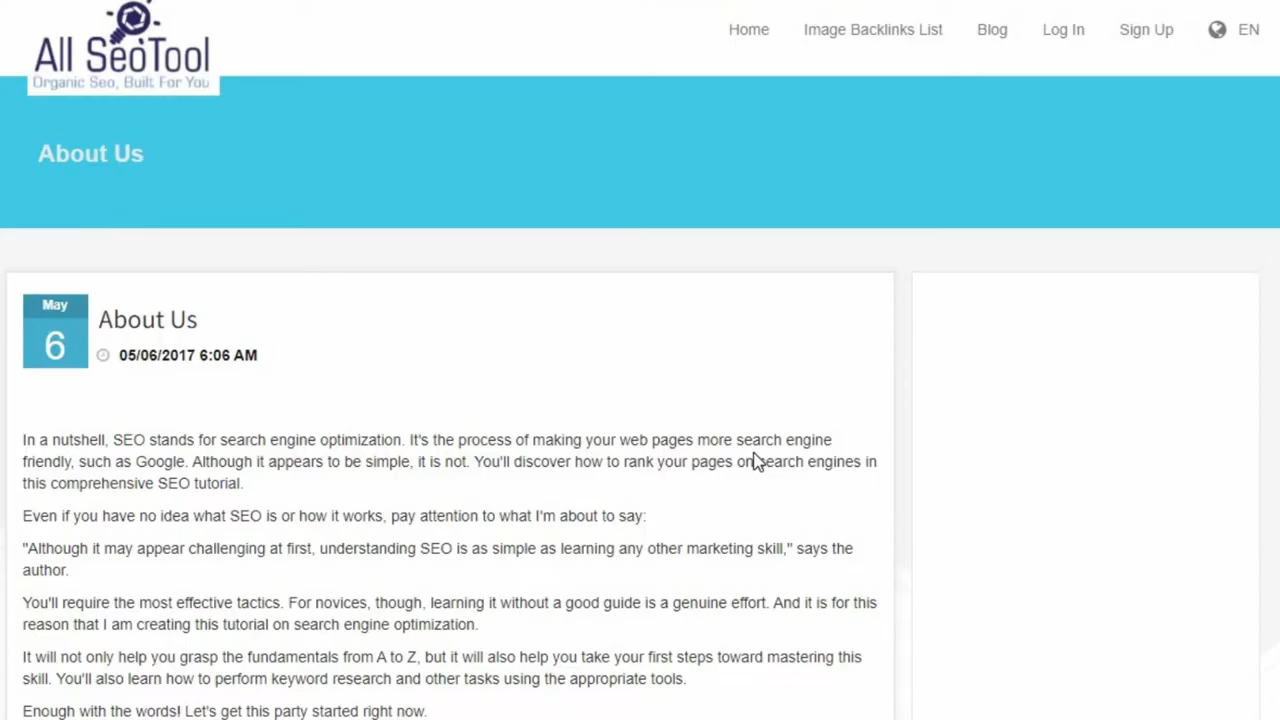 All SeoTool
Organic Seo, Built For You
Home Image Backlinks List Blog Log In Sign Up EN
About Us
May
6
About Us
05/06/2017 6:06 AM
In a nutshell, SEO stands for search engine optimization. It's the process of making your web pages more search engine
friendly, such as Google. Although it appears to be simple, it is not. You'll discover how to rank your pages on search engines in
this comprehensive SEO tutorial.
Even if you have no idea what SEO is or how it works, pay attention to what I'm about to say:
"Although it may appear challenging at first, understanding SEO is as simple as learning any other marketing skill," says the
author.
You'll require the most effective tactics. For novices, though, learning it without a good guide is a genuine effort. And it is for this
reason that I am creating this tutorial on search engine optimization.
It will not only help you grasp the fundamentals from A to Z, but it will also help you take your first steps toward mastering this
skill. You'll also learn how to perform keyword research and other tasks using the appropriate tools.
Enough with the words! Let's get this party started right now.